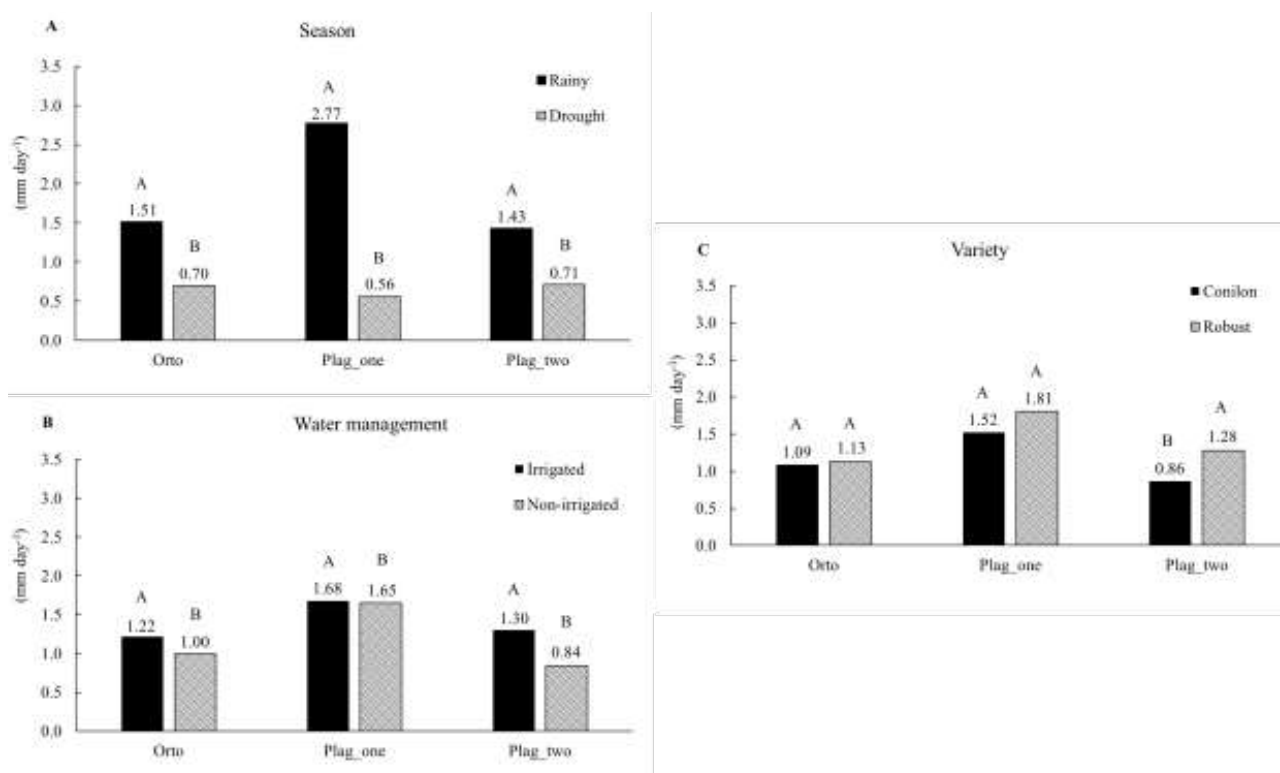 A
Season
3.5
3.0
2.5
2.0
1.5
1.0
0.5
0.0
(mm day⁻¹)
Rainy
Drought
A
1.51
B
0.70
A
2.77
B
0.56
A
1.43
B
0.71
Orto
Plag_one
Plag_two
B
Water management
3.5
3.0
2.5
2.0
1.5
1.0
0.5
0.0
(mm day⁻¹)
Irrigated
Non-irrigated
A
1.22
B
1.00
A
1.68
B
1.65
A
1.30
B
0.84
Orto
Plag_one
Plag_two
C
Variety
3.5
3.0
2.5
2.0
1.5
1.0
0.5
0.0
(mm day⁻¹)
Conilon
Robust
A
1.09
A
1.13
A
1.52
A
1.81
B
0.86
A
1.28
Orto
Plag_one
Plag_two